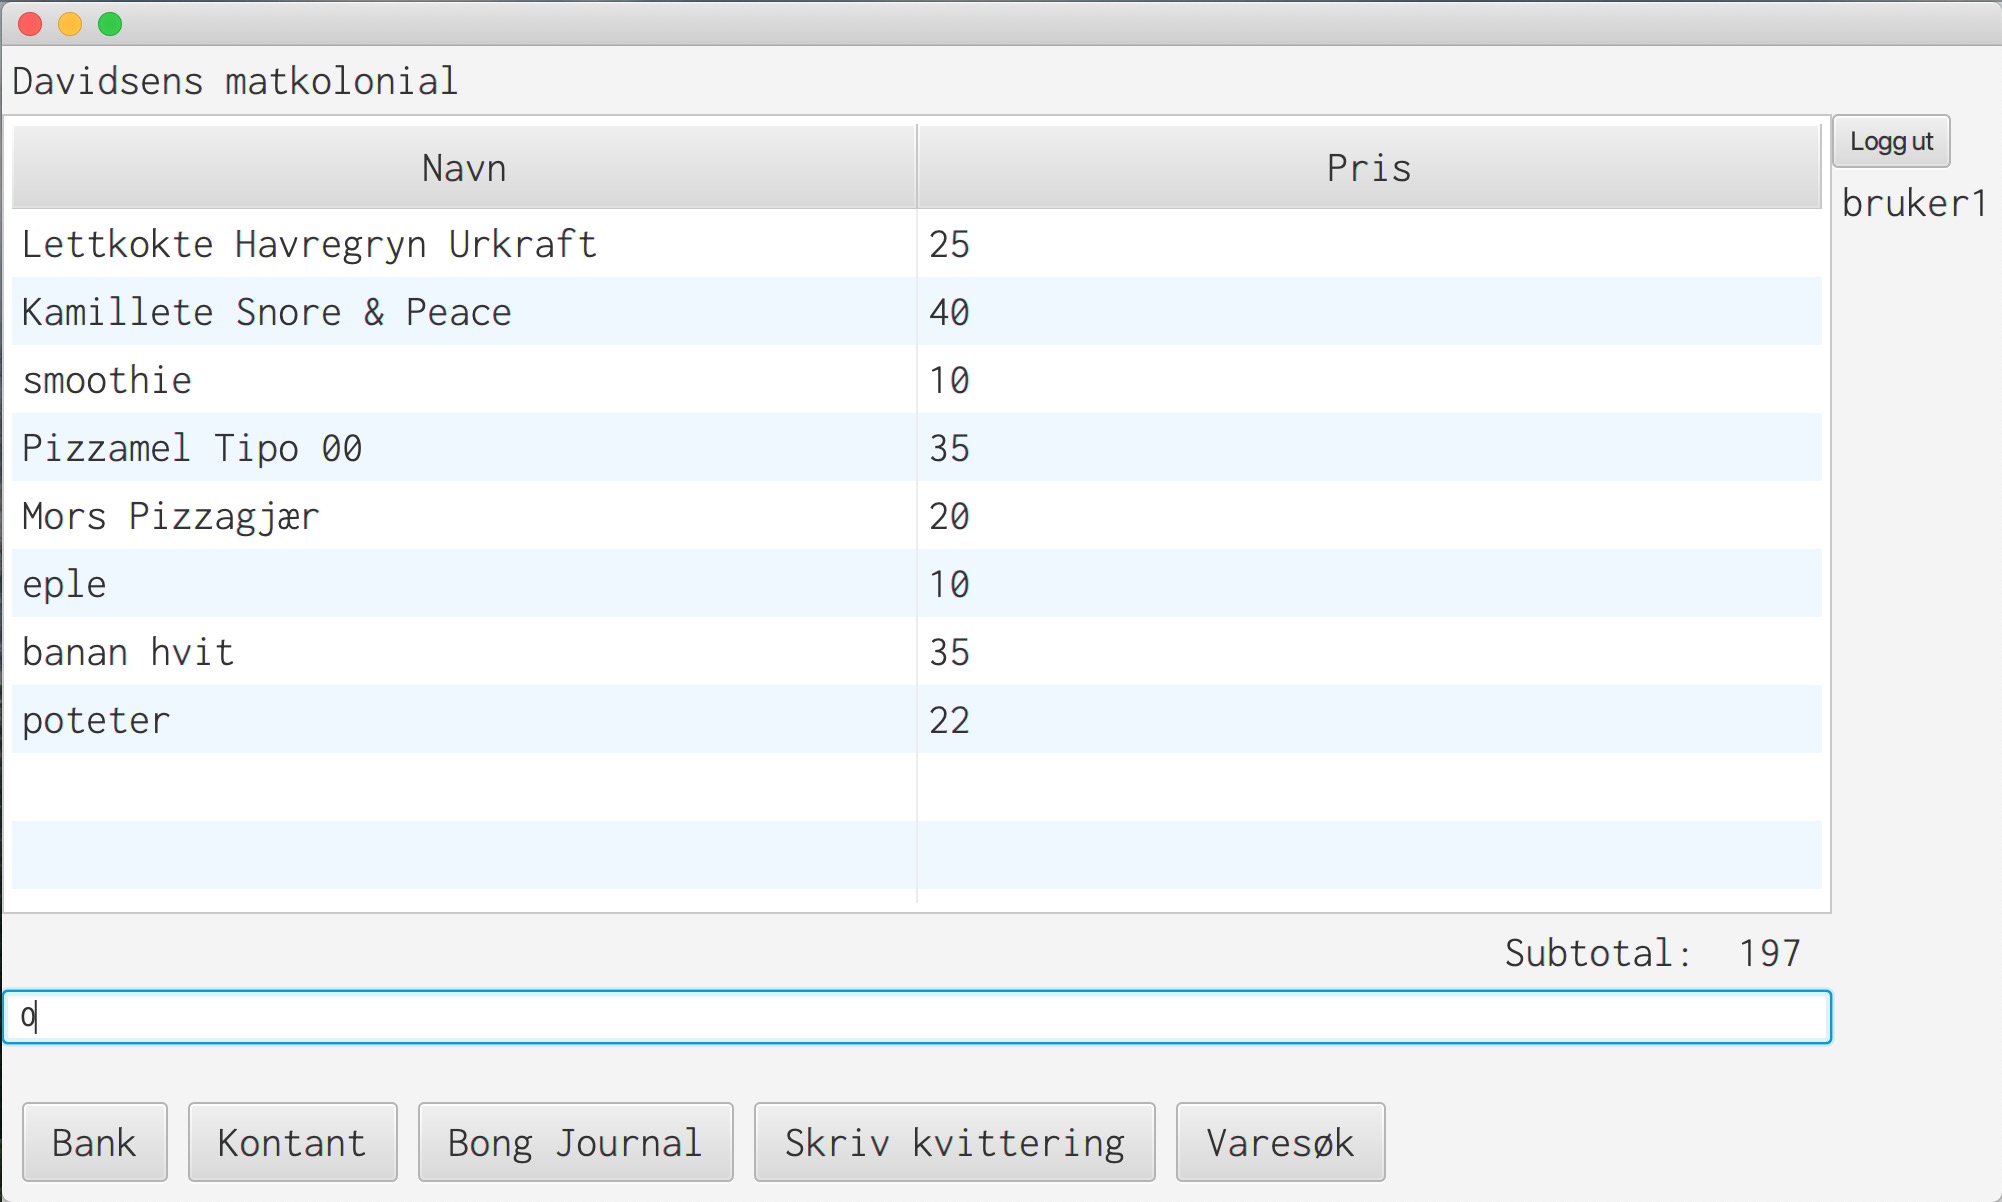 Davidsens matkolonial
Navn Pris
Logg ut
bruker1
Lettkokte Havregryn Urkraft 25
Kamillete Snore & Peace 40
smoothie 10
Pizzamel Tipo 00 35
Mors Pizzagjær 20
eple 10
banan hvit 35
poteter 22
Subtotal: 197
0
Bank Kontant Bong Journal Skriv kvittering Varesøk